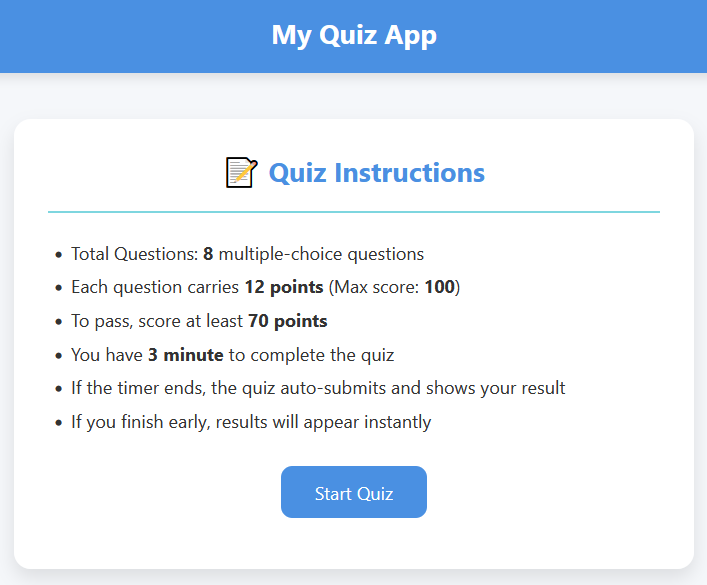 My Quiz App
Quiz Instructions
Total Questions: 8 multiple-choice questions
Each question carries 12 points (Max score: 100)
To pass, score at least 70 points
You have 3 minute to complete the quiz
If the timer ends, the quiz auto-submits and shows your result
If you finish early, results will appear instantly
Start Quiz